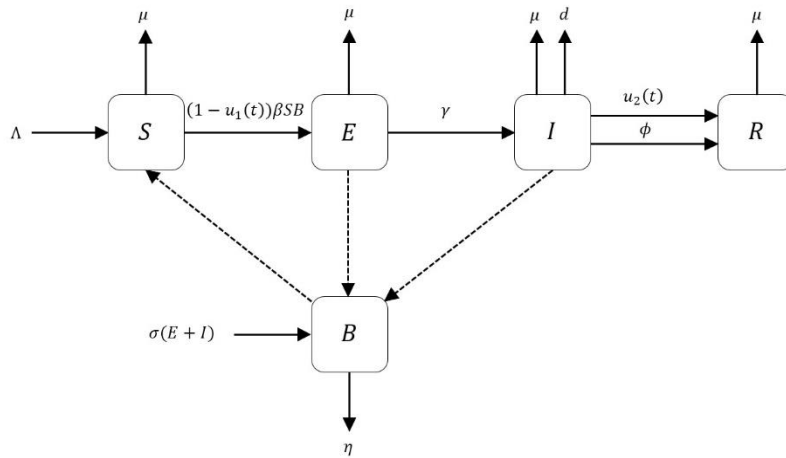 μ μ μ d μ
(1 − u₁(t))βSB γ u₂(t)
Λ S E I ϕ R
σ(E + I) B
η